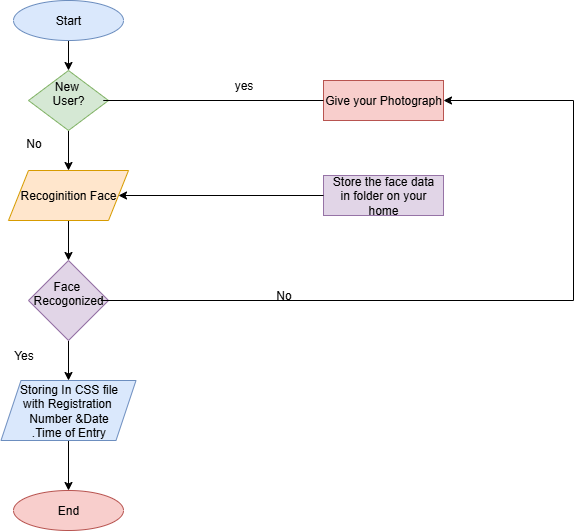 Start
New
User?
yes
Give your Photograph
No
Recoginition Face
Store the face data
in folder on your
home
Face
Recogonized
No
Yes
Storing In CSS file
with Registration
Number &Date
.Time of Entry
End